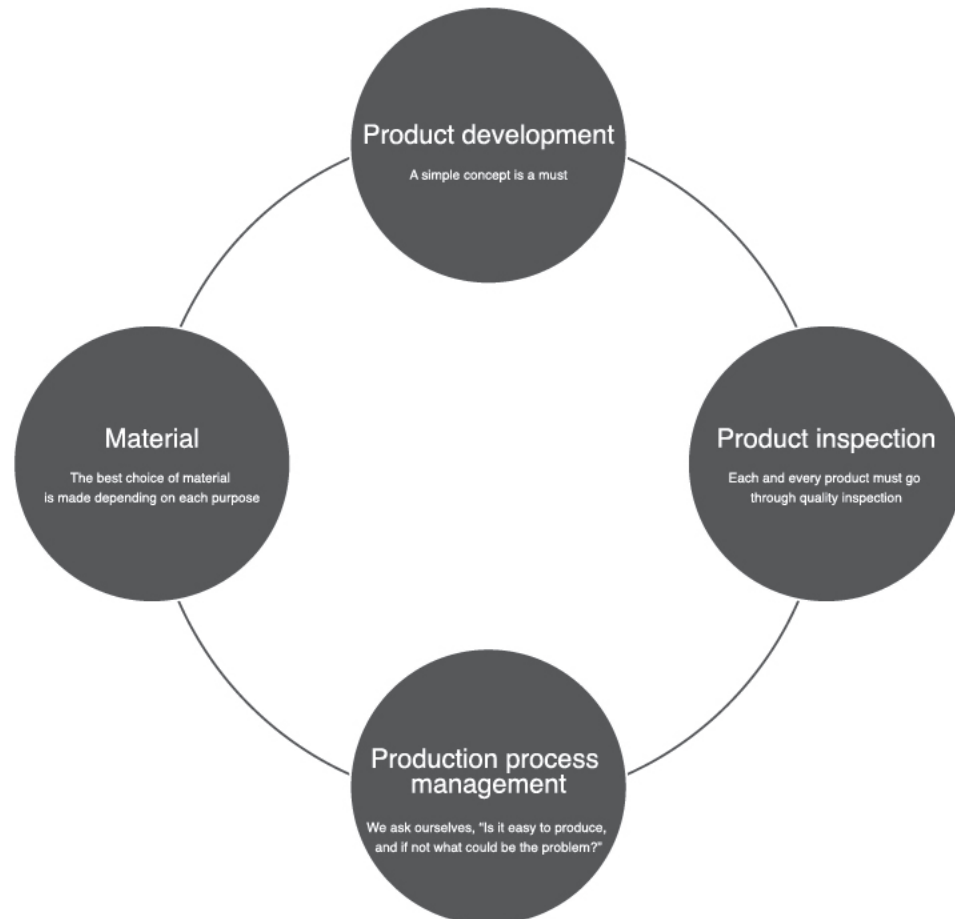 Product development
A simple concept is a must
Material
The best choice of material
is made depending on each purpose
Product inspection
Each and every product must go
through quality inspection
Production process
management
We ask ourselves, “Is it easy to produce,
and if not what could be the problem?”